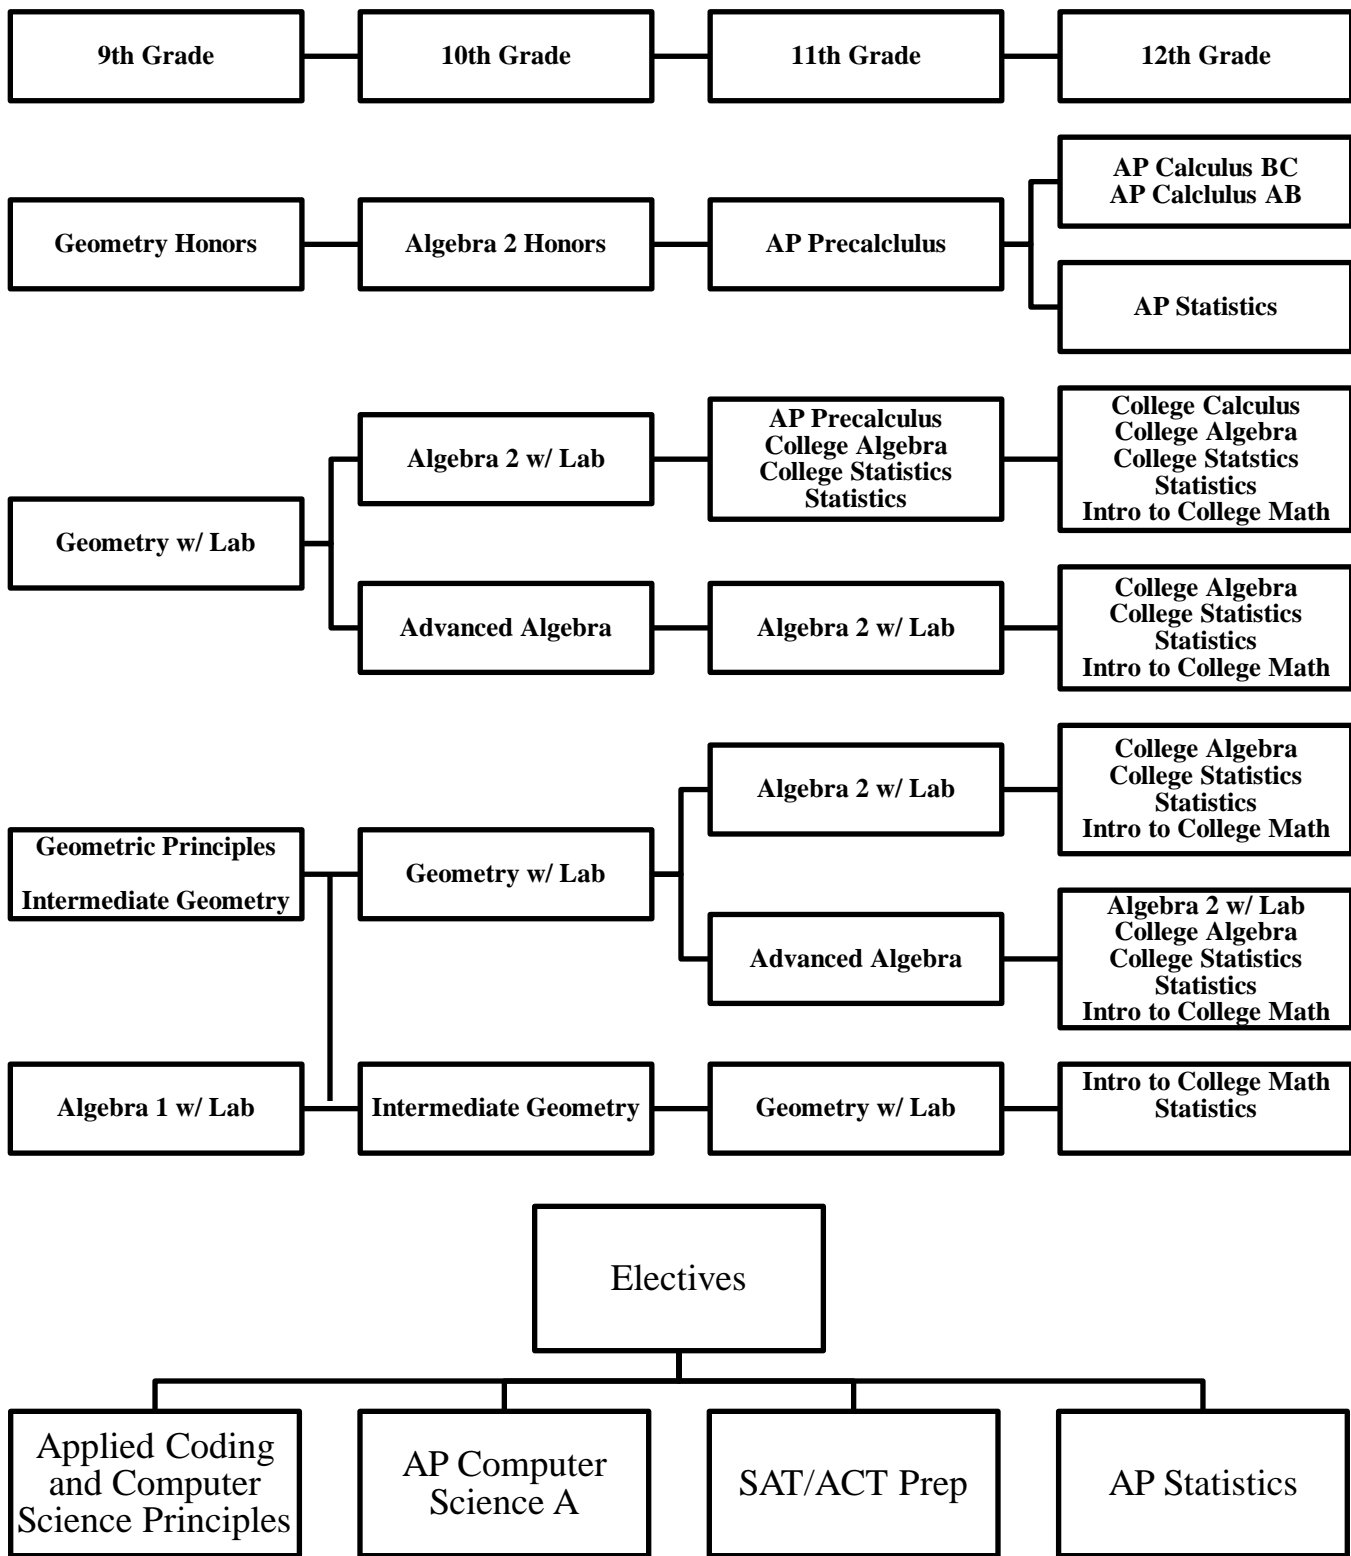 9th Grade
10th Grade
11th Grade
12th Grade
Geometry Honors
Algebra 2 Honors
AP Precalclulus
AP Calculus BC
AP Calclulus AB
AP Statistics
Geometry w/ Lab
Algebra 2 w/ Lab
AP Precalculus
College Algebra
College Statistics
Statistics
College Calculus
College Algebra
College Statstics
Statistics
Intro to College Math
Advanced Algebra
Algebra 2 w/ Lab
College Algebra
College Statistics
Statistics
Intro to College Math
Geometric Principles
Intermediate Geometry
Geometry w/ Lab
Algebra 2 w/ Lab
College Algebra
College Statistics
Statistics
Intro to College Math
Advanced Algebra
Algebra 2 w/ Lab
College Algebra
College Statistics
Statistics
Intro to College Math
Algebra 1 w/ Lab
Intermediate Geometry
Geometry w/ Lab
Intro to College Math
Statistics
Electives
Applied Coding
and Computer
Science Principles
AP Computer
Science A
SAT/ACT Prep
AP Statistics